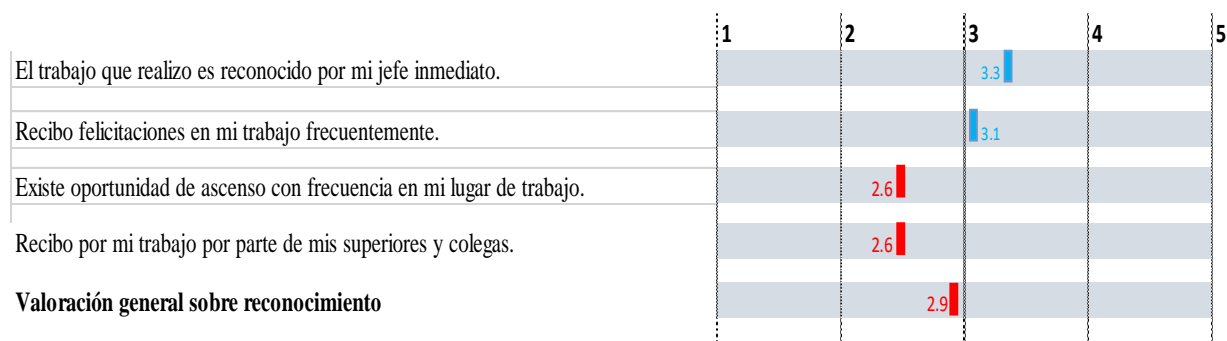 1 2 3 4 5
El trabajo que realizo es reconocido por mi jefe inmediato. 3.3
Recibo felicitaciones en mi trabajo frecuentemente. 3.1
Existe oportunidad de ascenso con frecuencia en mi lugar de trabajo. 2.6
Recibo por mi trabajo por parte de mis superiores y colegas. 2.6
Valoración general sobre reconocimiento 2.9